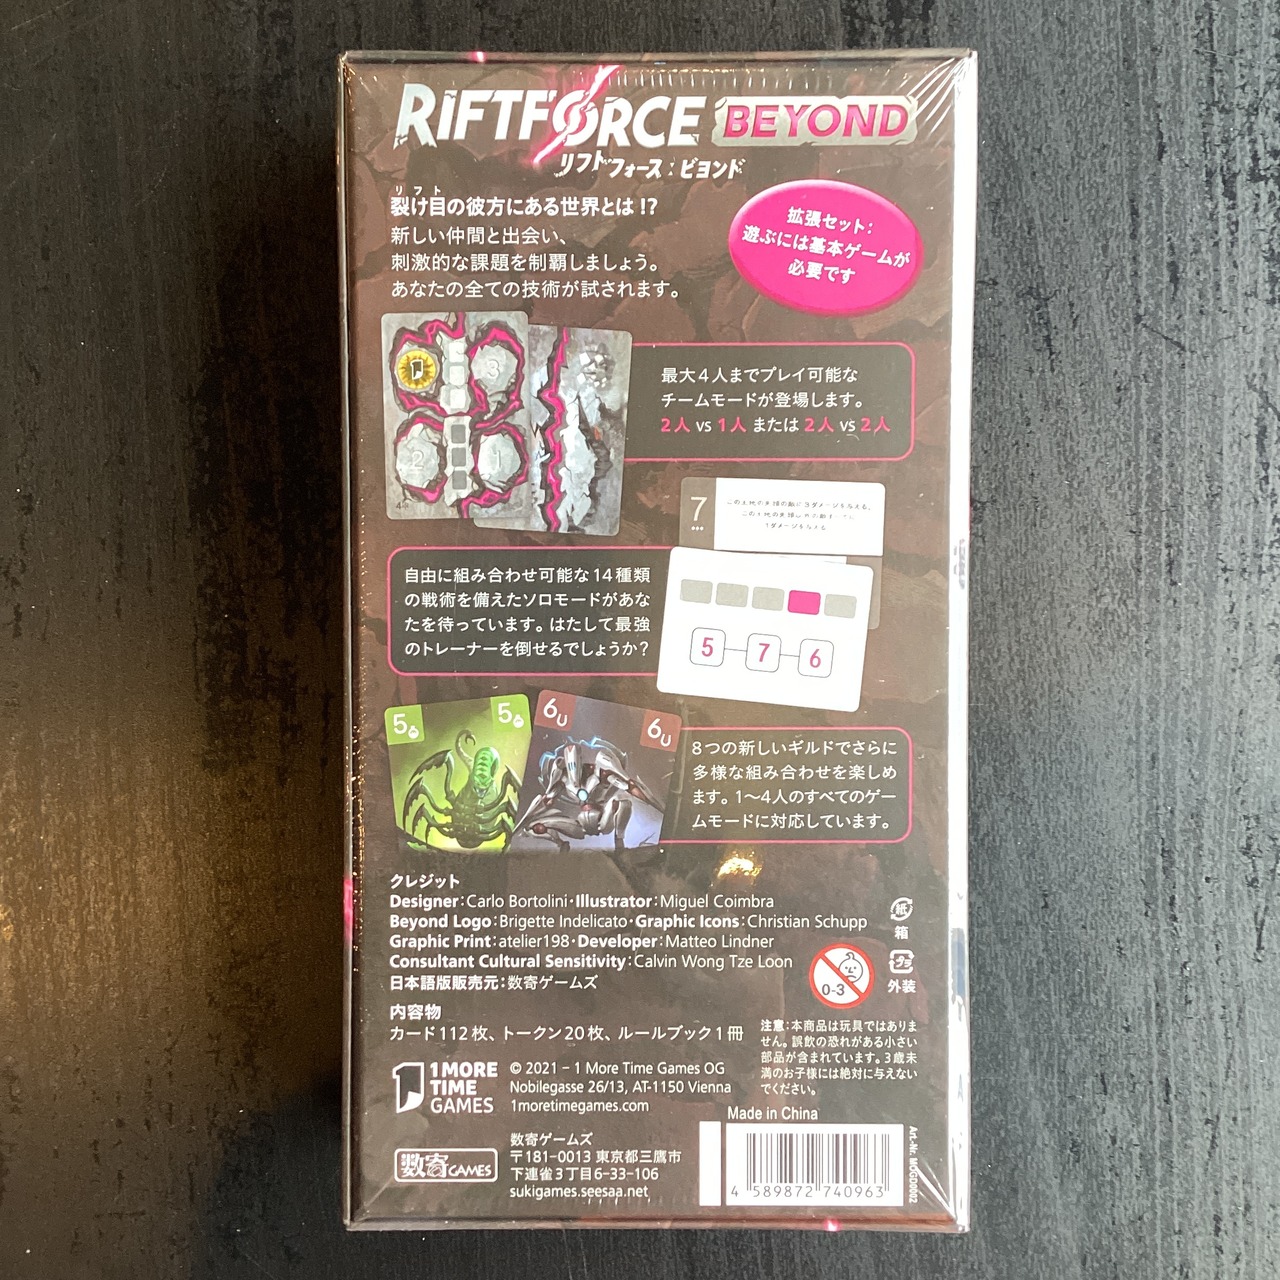 RIFTFORCE BEYOND
リフトフォース:ビヨンド
リフト
裂け目の彼方にある世界とは!?
新しい仲間と出会い、
刺激的な課題を制覇しましょう。
あなたの全ての技術が試されます。
拡張セット:
遊ぶには基本ゲームが
必要です
3
2
1
最大4人までプレイ可能な
チームモードが登場します。
2人 vs 1人 または 2人 vs 2人
7
1ダメージを与える
自由に組み合わせ可能な14種類
の戦術を備えたソロモードがあな
たを待っています。はたして最強
のトレーナーを倒せるでしょうか?
5 7 6
5 5
6 6
8つの新しいギルドでさらに
多様な組み合わせを楽しめ
ます。1〜4人のすべてのゲー
ムモードに対応しています。
クレジット
Designer:Carlo Bortolini・Illustrator:Miguel Coimbra
Beyond Logo:Brigette Indelicato・Graphic Icons:Christian Schupp
Graphic Print:atelier198・Developer:Matteo Lindner
Consultant Cultural Sensitivity:Calvin Wong Tze Loon
日本語版販売元:数寄ゲームズ
紙
箱
プラ
外装
0-3
内容物
カード112枚、トークン20枚、ルールブック1冊
注意:本商品は玩具ではありま
せん。誤飲の恐れがある小さい
部品が含まれています。3歳未
満のお子様には絶対に与えない
でください。
1 MORE
TIME
GAMES
© 2021 – 1 More Time Games OG
Nobilegasse 26/13, AT-1150 Vienna
1moretimegames.com
Made in China
数寄GAMES
数寄ゲームズ
〒181-0013 東京都三鷹市
下連雀3丁目6-33-106
sukigames.seesaa.net
4 589872 740963
Art-Nr. MOGD0002